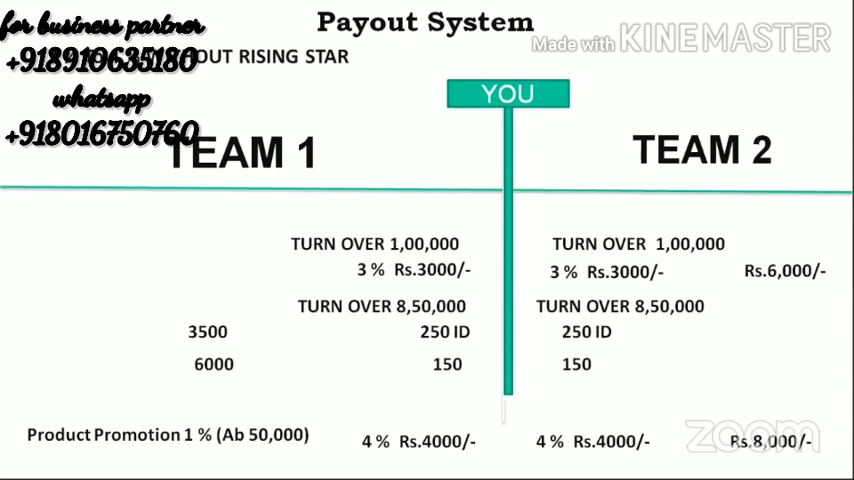 for business partner
Payout System
Made with KINEMASTER
+918910635180 OUT RISING STAR
whatsapp
YOU
+918016750760
TEAM 1
TEAM 2
TURN OVER 1,00,000
TURN OVER 1,00,000
3 % Rs.3000/-
3 % Rs.3000/-
Rs.6,000/-
TURN OVER 8,50,000
TURN OVER 8,50,000
3500
250 ID
250 ID
6000
150
150
Product Promotion 1 % (Ab 50,000)
4 % Rs.4000/-
4 % Rs.4000/-
Rs.8,000/-
zoom